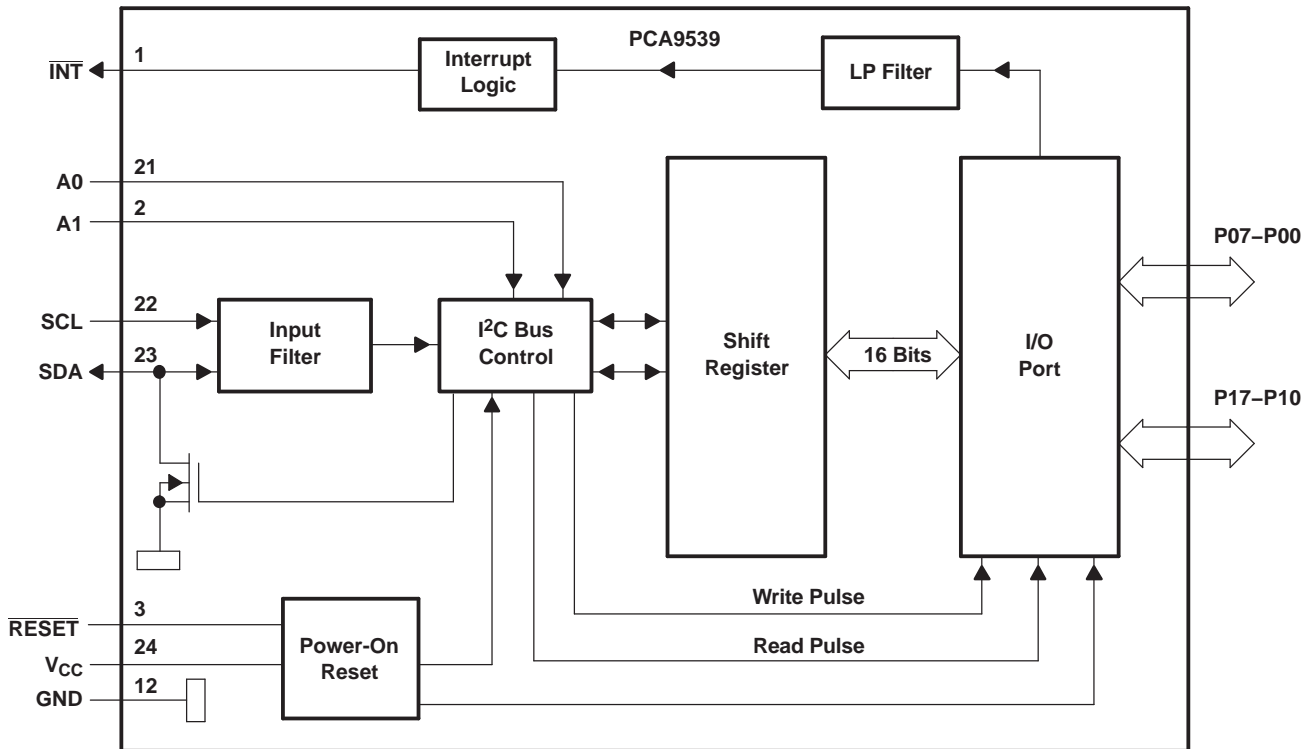 PCA9539
INT
1
Interrupt
Logic
LP Filter
A0
21
A1
2
P07–P00
SCL
22
Input
Filter
I²C Bus
Control
Shift
Register
16 Bits
I/O
Port
SDA
23
P17–P10
Write Pulse
RESET
3
Read Pulse
VCC
24
Power-On
Reset
GND
12